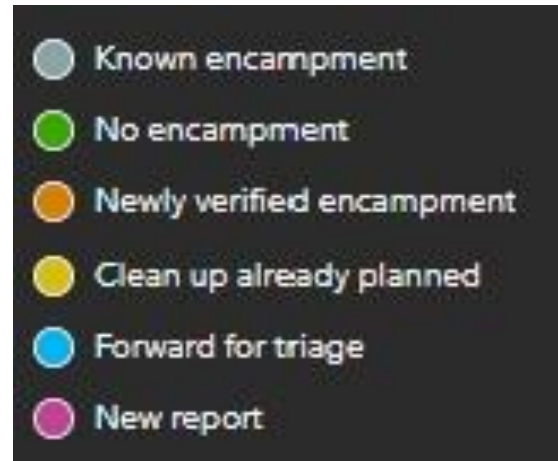 Known encampment
No encampment
Newly verified encampment
Clean up already planned
Forward for triage
New report